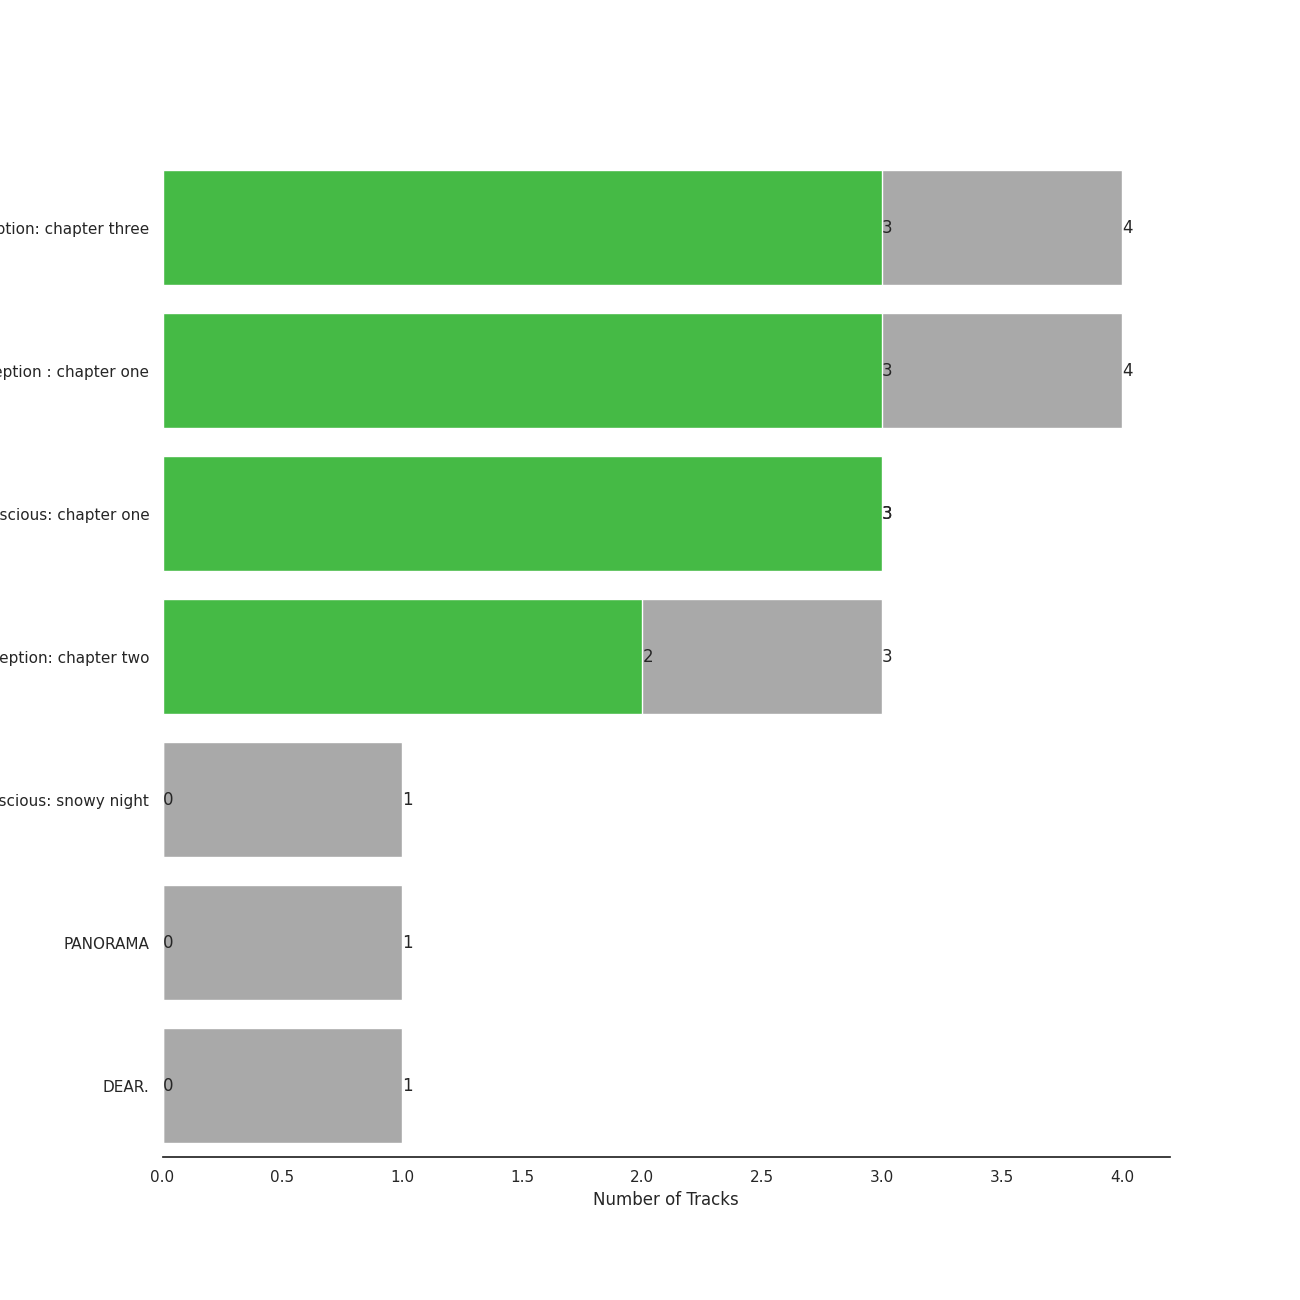 ption: chapter three
3
4
eption : chapter one
3
4
scious: chapter one
3
eption: chapter two
2
3
scious: snowy night
0
1
PANORAMA
0
1
DEAR.
0
1
0.0 0.5 1.0 1.5 2.0 2.5 3.0 3.5 4.0
Number of Tracks